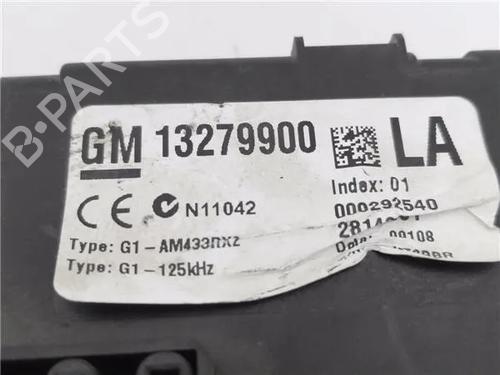 B-PARTS
GM 13279900 LA
Index: 01
N11042
000292540
Type: G1-AM433RXZ
Type: G1-125kHz